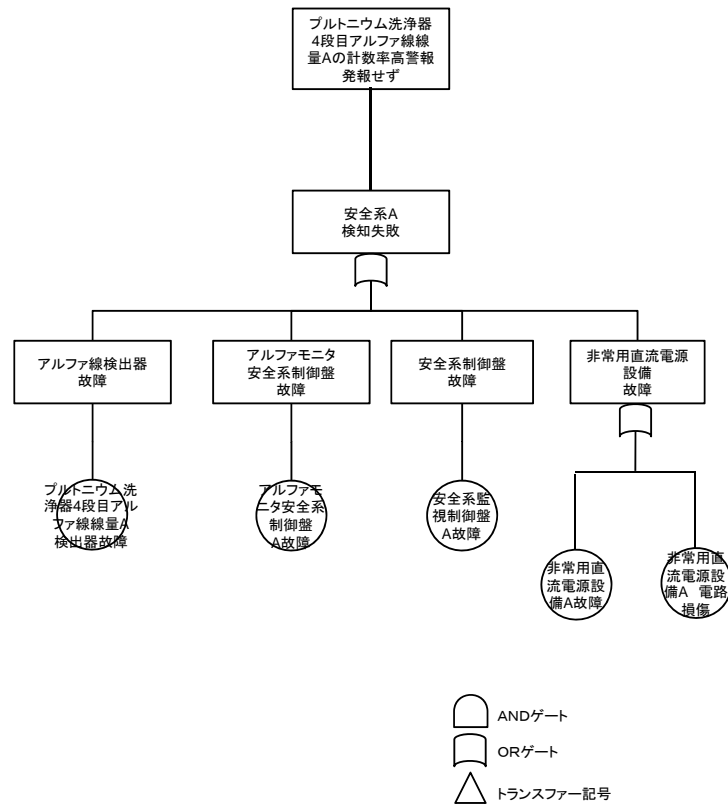 プルトニウム洗浄器
4段目アルファ線線
量Aの計数率高警報
発報せず
安全系A
検知失敗
アルファ線検出器
故障
アルファモニタ
安全系制御盤
故障
安全系制御盤
故障
非常用直流電源
設備
故障
プルトニウム洗
浄器4段目アル
ファ線線量A
検出器故障
アルファモ
ニタ安全系
制御盤
A故障
安全系監
視制御盤
A故障
非常用直
流電源設
備A故障
非常用直
流電源設
備A 電路
損傷
ANDゲート
ORゲート
トランスファー記号